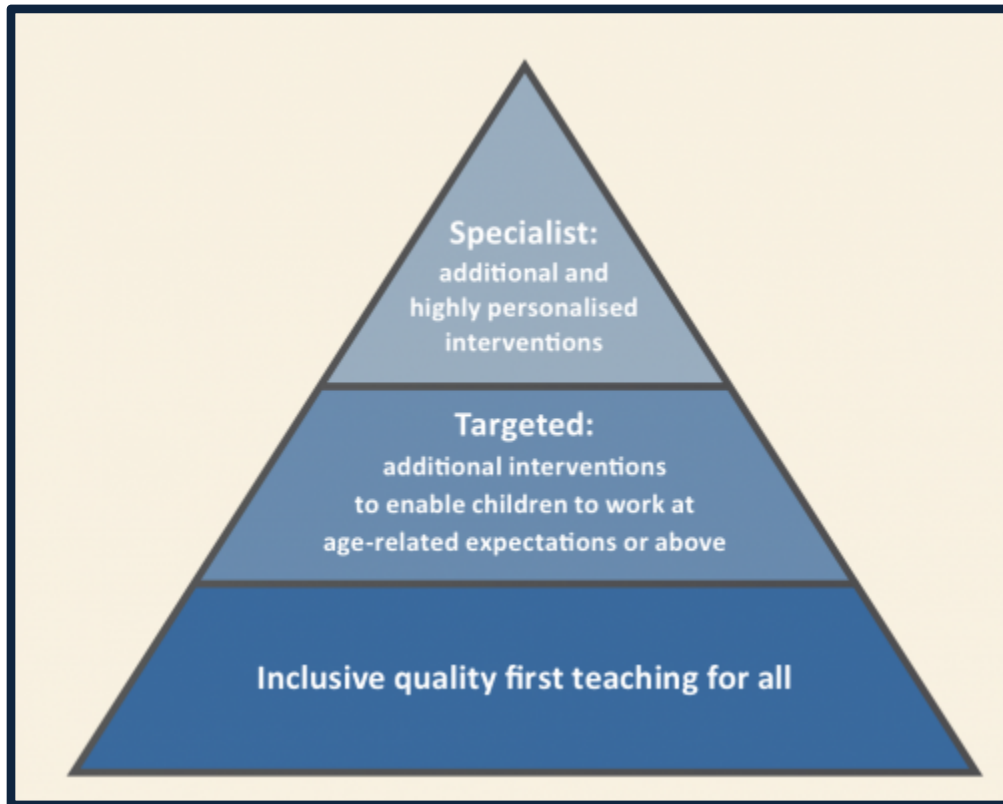 Specialist:
additional and
highly personalised
interventions
Targeted:
additional interventions
to enable children to work at
age-related expectations or above
Inclusive quality first teaching for all